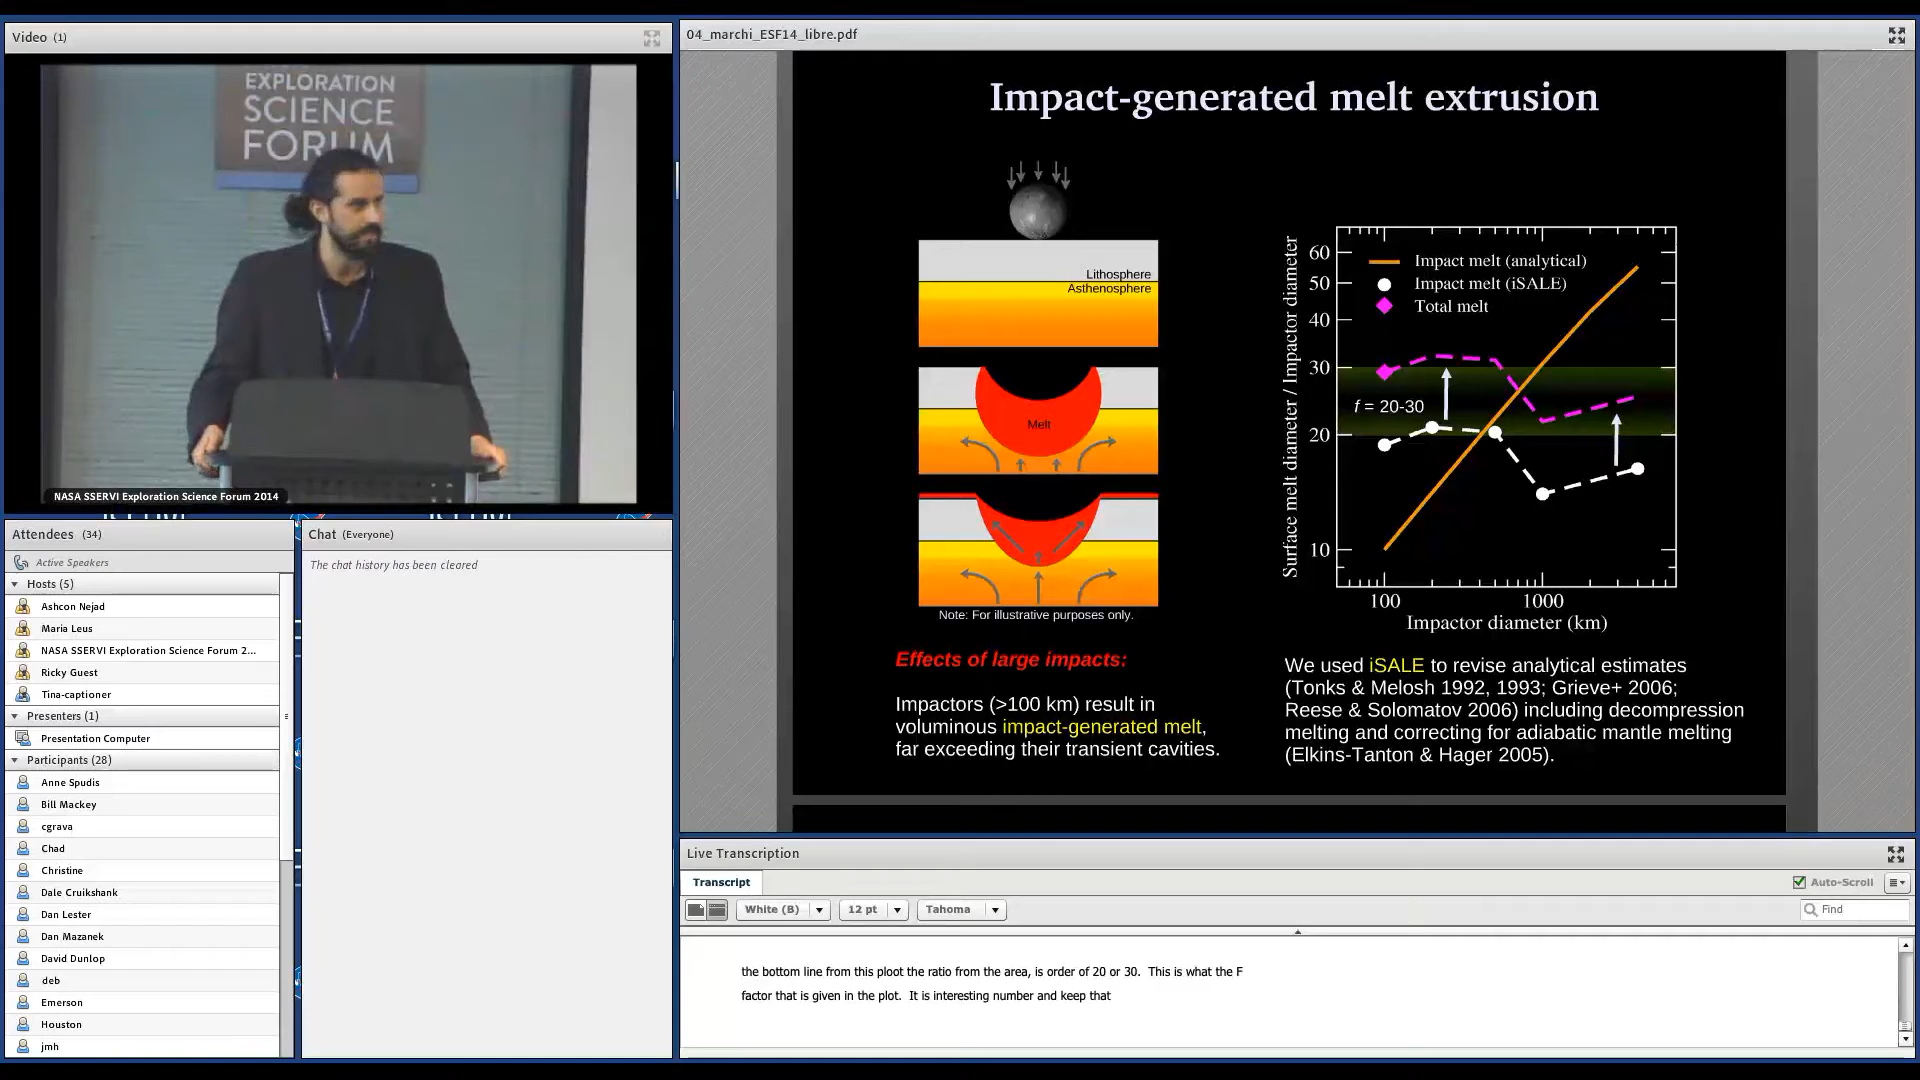 Video (1)
EXPLORATION
SCIENCE
FORUM
NASA SSERVI Exploration Science Forum 2014
Attendees (34)
Active Speakers
Hosts (5)
Ashcon Nejad
Maria Leus
NASA SSERVI Exploration Science Forum 2...
Ricky Guest
Tina-captioner
Presenters (1)
Presentation Computer
Participants (28)
Anne Spudis
Bill Mackey
cgrava
Chad
Christine
Dale Cruikshank
Dan Lester
Dan Mazanek
David Dunlop
deb
Emerson
Houston
jmh
Chat (Everyone)
The chat history has been cleared
04_marchi_ESF14_libre.pdf
Impact-generated melt extrusion
Lithosphere
Asthenosphere
Melt
Note: For illustrative purposes only.
Effects of large impacts:
Impactors (>100 km) result in
voluminous impact-generated melt,
far exceeding their transient cavities.
Surface melt diameter / Impactor diameter
60
50
40
30
20
10
Impact melt (analytical)
Impact melt (iSALE)
Total melt
f = 20-30
100
1000
Impactor diameter (km)
We used iSALE to revise analytical estimates
(Tonks & Melosh 1992, 1993; Grieve+ 2006;
Reese & Solomatov 2006) including decompression
melting and correcting for adiabatic mantle melting
(Elkins-Tanton & Hager 2005).
Live Transcription
Transcript
Auto-Scroll
White (B)
12 pt
Tahoma
Find
the bottom line from this ploot the ratio from the area, is order of 20 or 30. This is what the F
factor that is given in the plot. It is interesting number and keep that